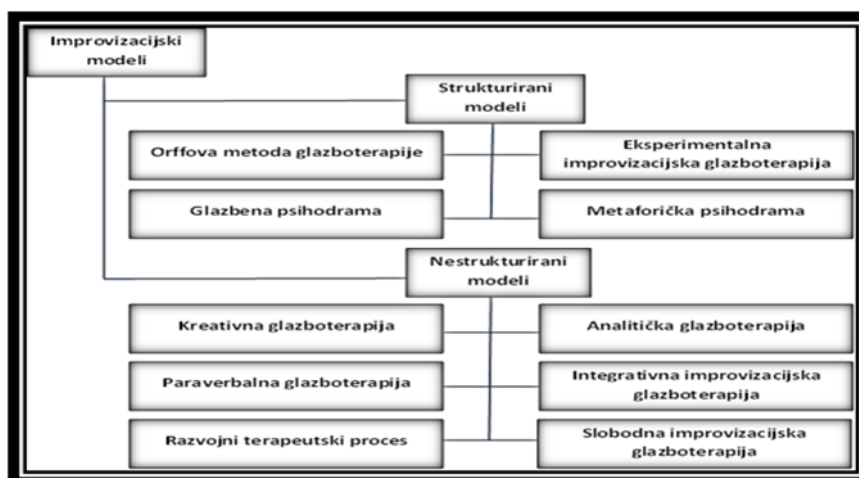 Improvizacijski
modeli
Strukturirani
modeli
Orffova metoda glazboterapije
Eksperimentalna
improvizacijska glazboterapija
Glazbena psihodrama
Metaforička psihodrama
Nestrukturirani
modeli
Kreativna glazboterapija
Analitička glazboterapija
Paraverbalna glazboterapija
Integrativna improvizacijska
glazboterapija
Razvojni terapeutski proces
Slobodna improvizacijska
glazboterapija